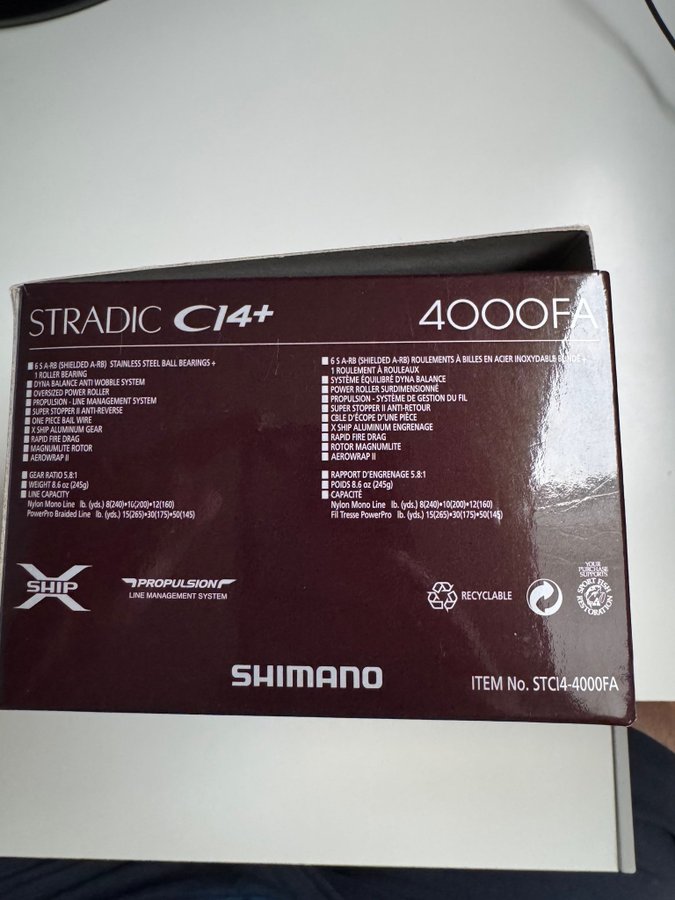 STRADIC CI4+ 4000FA
6 S A-RB (SHIELDED A-RB) STAINLESS STEEL BALL BEARINGS +
1 ROLLER BEARING
DYNA BALANCE ANTI WOBBLE SYSTEM
OVERSIZED POWER ROLLER
PROPULSION - LINE MANAGEMENT SYSTEM
SUPER STOPPER II ANTI-REVERSE
ONE PIECE BAIL WIRE
X SHIP ALUMINUM GEAR
RAPID FIRE DRAG
MAGNUMLITE ROTOR
AEROWRAP II
GEAR RATIO 5.8:1
WEIGHT 8.6 oz (245g)
LINE CAPACITY
Nylon Mono Line lb. (yds.) 8(240)•10(200)•12(160)
PowerPro Braided Line lb. (yds.) 15(265)•30(175)•50(145)
6 S A-RB (SHIELDED A-RB) ROULEMENTS À BILLES EN ACIER INOXYDABLE BLINDÉ +
1 ROULEMENT À ROULEAUX
SYSTÈME ÉQUILIBRÉ DYNA BALANCE
POWER ROLLER SURDIMENSIONNÉ
PROPULSION - SYSTÈME DE GESTION DU FIL
SUPER STOPPER II ANTI-RETOUR
CBLE D'ÉCOPE D'UNE PIÈCE
X SHIP ALUMINUM ENGRENAGE
RAPID FIRE DRAG
ROTOR MAGNUMLITE
AEROWRAP II
RAPPORT D'ENGRENAGE 5.8:1
POIDS 8.6 oz (245g)
CAPACITÉ
Nylon Mono Line lb. (yds.) 8(240)•10(200)•12(160)
Fil Tresse PowerPro lb. (yds.) 15(265)•30(175)•50(145)
X SHIP
PROPULSION
LINE MANAGEMENT SYSTEM
RECYCLABLE
YOUR
PURCHASE
SUPPORTS
SPORT FISH
RESTORATION
SHIMANO
ITEM No. STCI4-4000FA